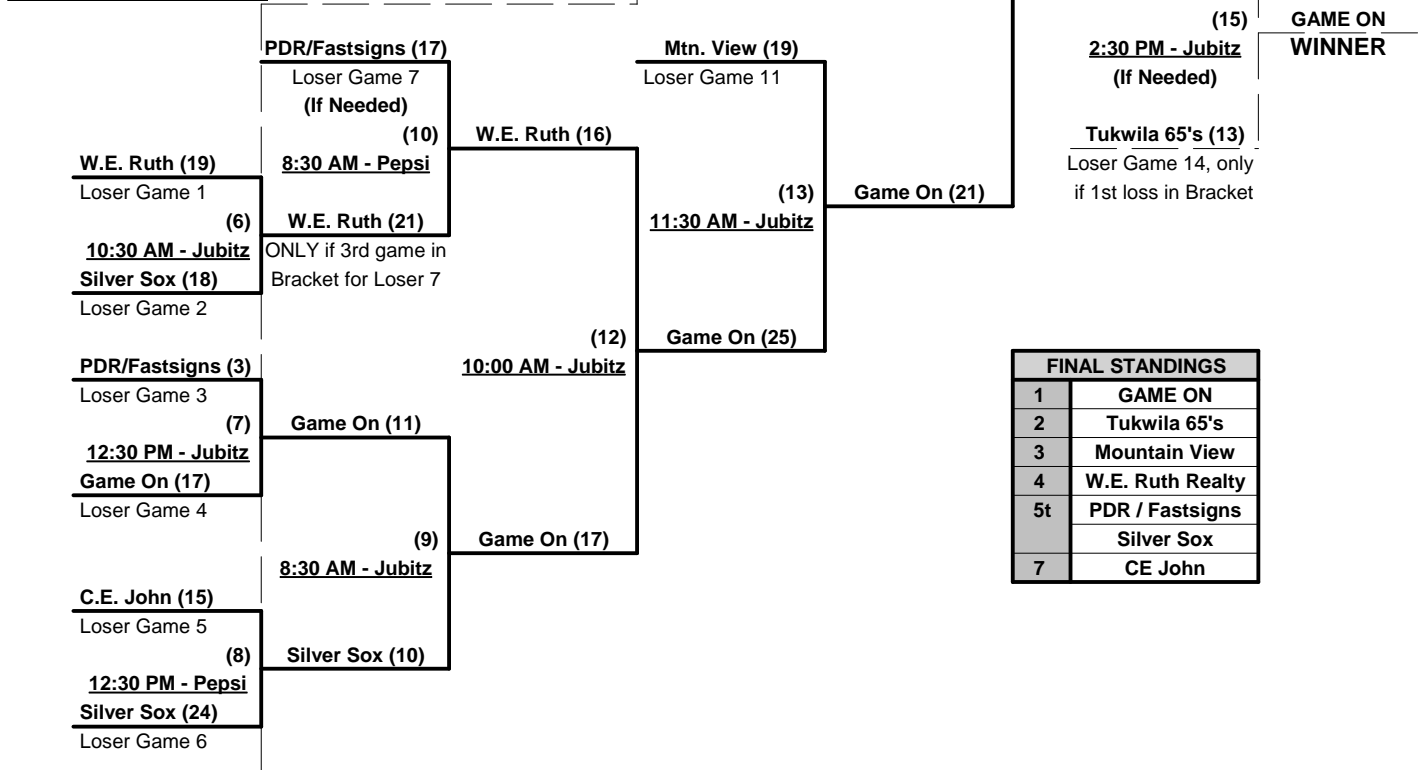 (15)
GAME ON
PDR/Fastsigns (17)
Mtn. View (19)
2:30 PM - Jubitz
WINNER
Loser Game 7
Loser Game 11
(If Needed)
(If Needed)
(10)
W.E. Ruth (16)
Tukwila 65's (13)
W.E. Ruth (19)
8:30 AM - Pepsi
Loser Game 14, only
Loser Game 1
(13)
Game On (21)
if 1st loss in Bracket
(6)
W.E. Ruth (21)
11:30 AM - Jubitz
10:30 AM - Jubitz
ONLY if 3rd game in
Silver Sox (18)
Bracket for Loser 7
Loser Game 2
(12)
Game On (25)
PDR/Fastsigns (3)
10:00 AM - Jubitz
FINAL STANDINGS
Loser Game 3
1 GAME ON
(7)
Game On (11)
2 Tukwila 65's
12:30 PM - Jubitz
3 Mountain View
Game On (17)
4 W.E. Ruth Realty
Loser Game 4
5t PDR / Fastsigns
(9)
Game On (17)
Silver Sox
8:30 AM - Jubitz
7 CE John
C.E. John (15)
Loser Game 5
(8)
Silver Sox (10)
12:30 PM - Pepsi
Silver Sox (24)
Loser Game 6